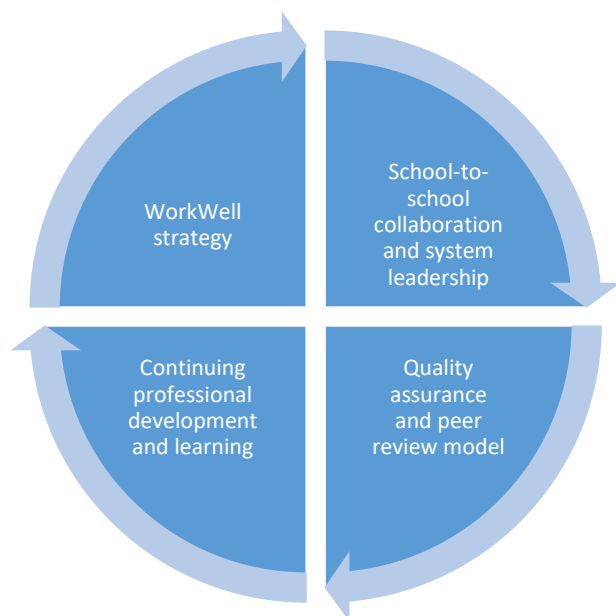 WorkWell
strategy
School-to-
school
collaboration
and system
leadership
Continuing
professional
development
and learning
Quality
assurance
and peer
review model